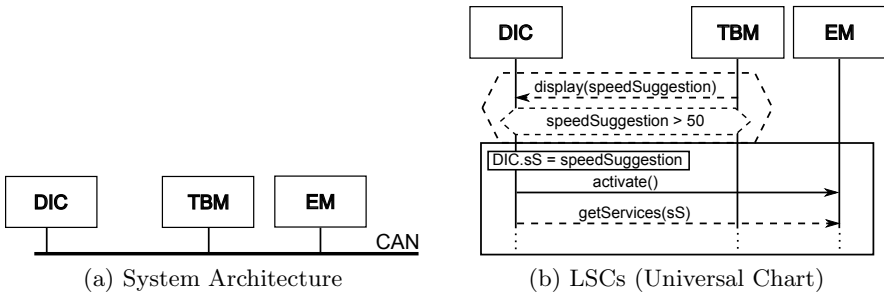 DIC TBM EM
CAN
(a) System Architecture
DIC TBM EM
display(speedSuggestion)
speedSuggestion > 50
DIC.sS = speedSuggestion
activate()
getServices(sS)
(b) LSCs (Universal Chart)